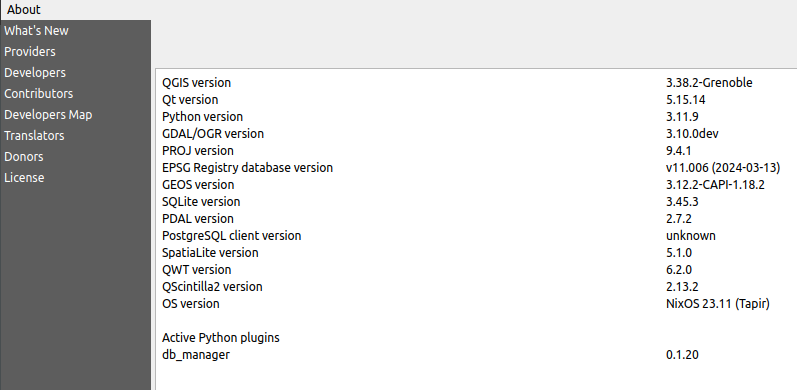 About
What's New
Providers
Developers
Contributors
Developers Map
Translators
Donors
License
QGIS version 3.38.2-Grenoble
Qt version 5.15.14
Python version 3.11.9
GDAL/OGR version 3.10.0dev
PROJ version 9.4.1
EPSG Registry database version v11.006 (2024-03-13)
GEOS version 3.12.2-CAPI-1.18.2
SQLite version 3.45.3
PDAL version 2.7.2
PostgreSQL client version unknown
SpatiaLite version 5.1.0
QWT version 6.2.0
QScintilla2 version 2.13.2
OS version NixOS 23.11 (Tapir)
Active Python plugins
db_manager 0.1.20